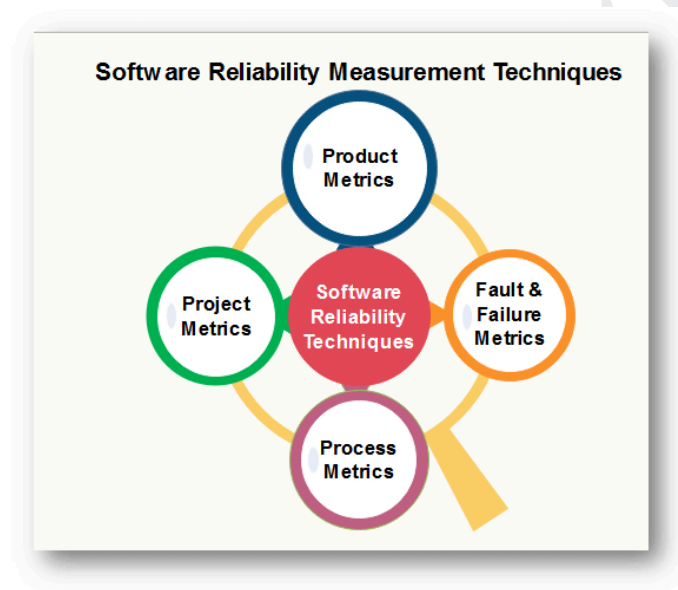 Software Reliability Measurement Techniques
Product
Metrics
Project
Metrics
Software
Reliability
Techniques
Fault &
Failure
Metrics
Process
Metrics